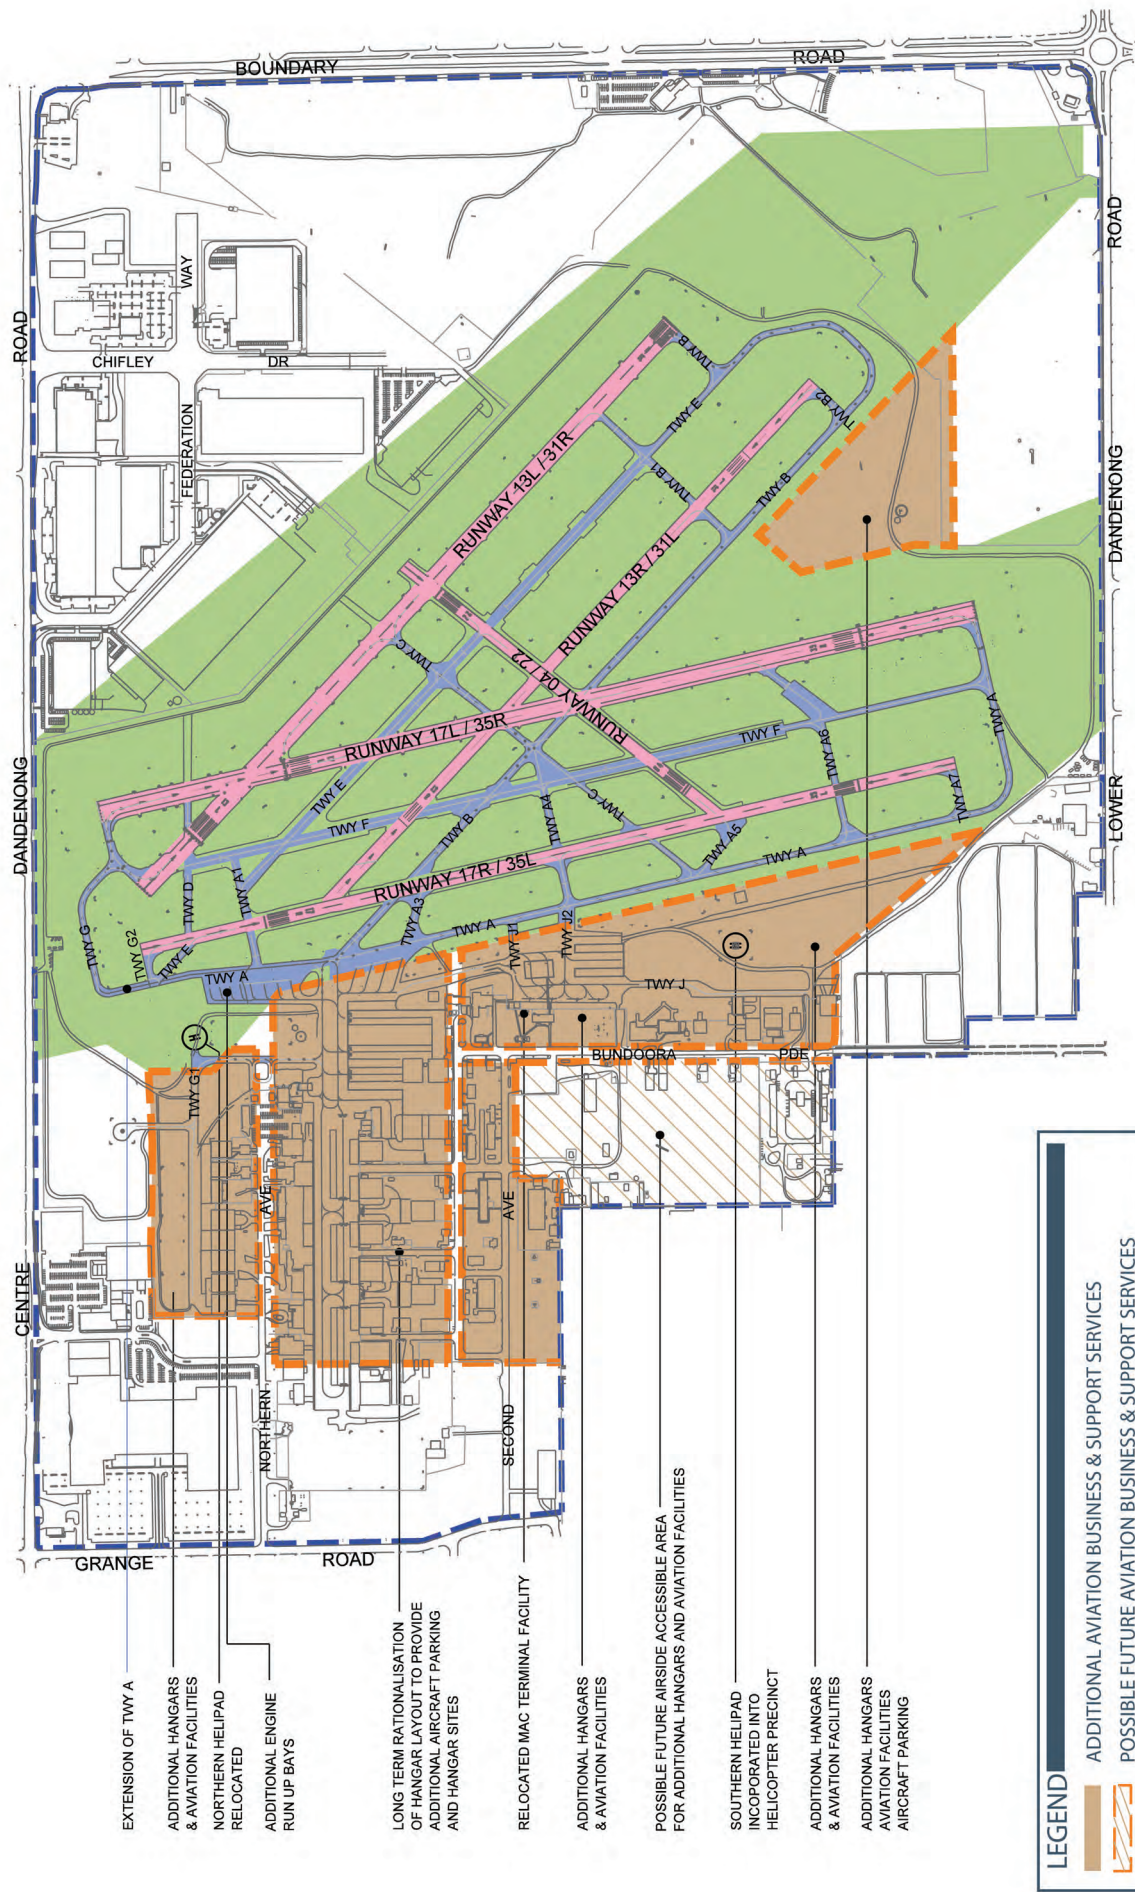 BOUNDARY
ROAD
ROAD
CHIFLEY
DR
WAY
FEDERATION
DANDENONG
CENTRE
ROAD
DANDENONG
LOWER
RUNWAY 13L / 31R
RUNWAY 13R / 31L
RUNWAY 04 / 22
RUNWAY 17L / 35R
RUNWAY 17R / 35L
TWY B
TWY E
TWY B2
TWY B1
TWY B
TWY C
TWY E
TWY F
TWY B
TWY A4
TWY C
TWY F
TWY A6
TWY A
TWY A7
TWY A5
TWY A
TWY D
TWY A1
TWY G
TWY G2
TWY E
TWY A
TWY A3
TWY A
TWY J1
TWY J2
TWY J
TWY G1
H
H
BUNDOORA
PDE
AVE
NORTHERN
AVE
SECOND
GRANGE
ROAD
EXTENSION OF TWY A
ADDITIONAL HANGARS
& AVIATION FACILITIES
NORTHERN HELIPAD
RELOCATED
ADDITIONAL ENGINE
RUN UP BAYS
LONG TERM RATIONALISATION
OF HANGAR LAYOUT TO PROVIDE
ADDITIONAL AIRCRAFT PARKING
AND HANGAR SITES
RELOCATED MAC TERMINAL FACILITY
ADDITIONAL HANGARS
& AVIATION FACILITIES
POSSIBLE FUTURE AIRSIDE ACCESSIBLE AREA
FOR ADDITIONAL HANGARS AND AVIATION FACILITIES
SOUTHERN HELIPAD
INCOPORATED INTO
HELICOPTER PRECINCT
ADDITIONAL HANGARS
& AVIATION FACILITIES
ADDITIONAL HANGARS
AVIATION FACILITIES
AIRCRAFT PARKING
LEGEND
ADDITIONAL AVIATION BUSINESS & SUPPORT SERVICES
POSSIBLE FUTURE AVIATION BUSINESS & SUPPORT SERVICES